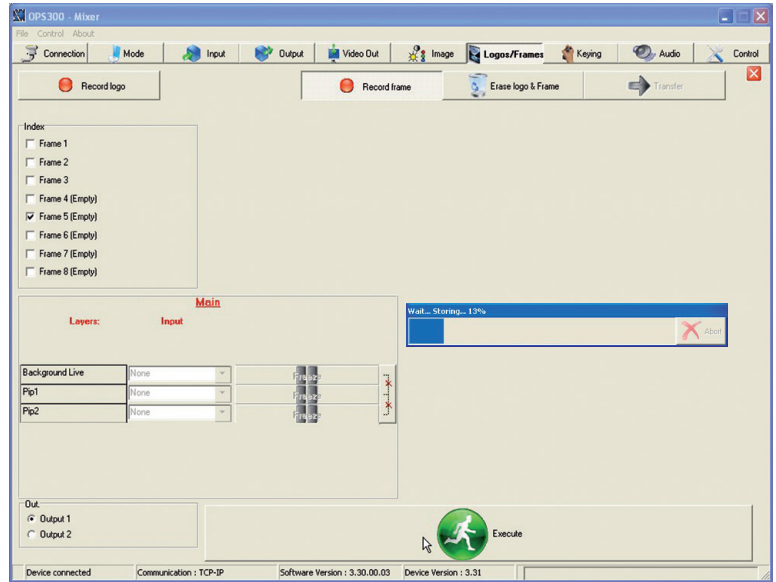 OPS300 - Mixer
File Control About
Connection Mode Input Output Video Out Image Logos/Frames Keying Audio Control
Record logo Record frame Erase logo & Frame Transfer
Index
Frame 1
Frame 2
Frame 3
Frame 4 (Empty)
Frame 5 (Empty)
Frame 6 (Empty)
Frame 7 (Empty)
Frame 8 (Empty)
Main
Layers: Input
Wait... Storing... 13%
Abort
Background Live None Freeze
Pip1 None Freeze
Pip2 None Freeze
Out.
Output 1
Output 2
Execute
Device connected Communication : TCP-IP Software Version : 3.30.00.03 Device Version : 3.31